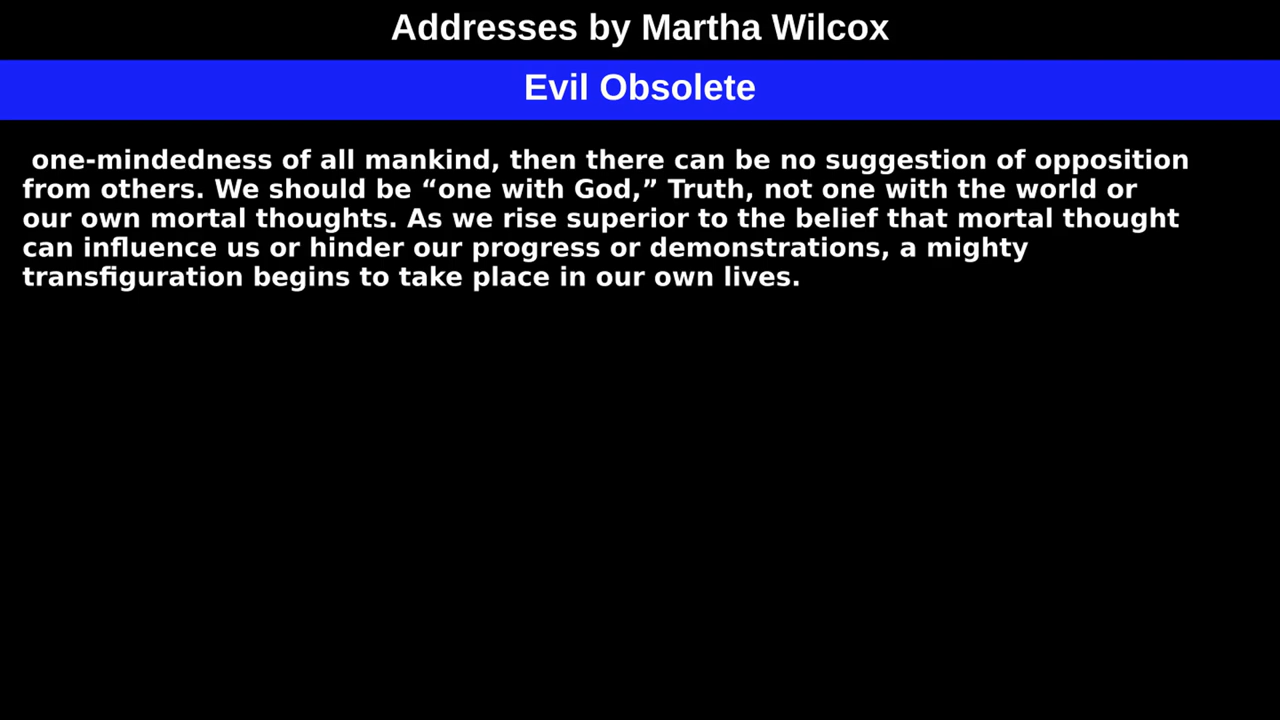 Addresses by Martha Wilcox
Evil Obsolete
one-mindedness of all mankind, then there can be no suggestion of opposition
from others. We should be “one with God,” Truth, not one with the world or
our own mortal thoughts. As we rise superior to the belief that mortal thought
can influence us or hinder our progress or demonstrations, a mighty
transfiguration begins to take place in our own lives.